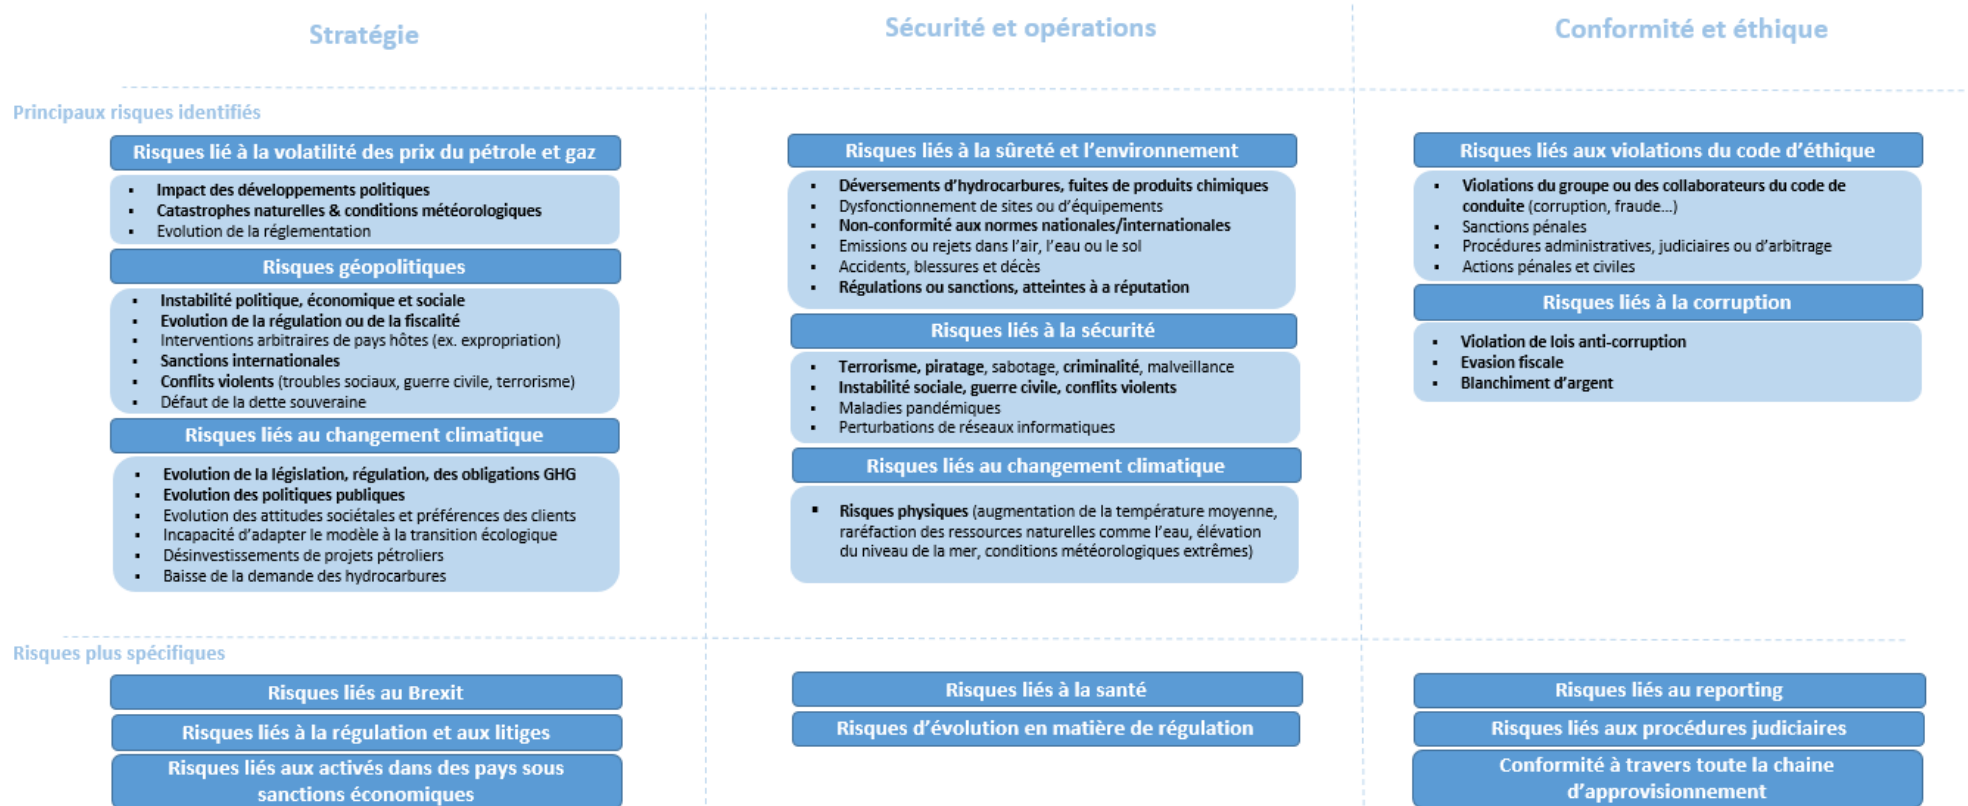 Stratégie
Sécurité et opérations
Conformité et éthique
Principaux risques identifiés
Risques lié à la volatilité des prix du pétrole et gaz
▪ Impact des développements politiques
▪ Catastrophes naturelles & conditions météorologiques
▪ Evolution de la réglementation
Risques géopolitiques
▪ Instabilité politique, économique et sociale
▪ Evolution de la régulation ou de la fiscalité
▪ Interventions arbitraires de pays hôtes (ex. expropriation)
▪ Sanctions internationales
▪ Conflits violents (troubles sociaux, guerre civile, terrorisme)
▪ Défaut de la dette souveraine
Risques liés au changement climatique
▪ Evolution de la législation, régulation, des obligations GHG
▪ Evolution des politiques publiques
▪ Evolution des attitudes sociétales et préférences des clients
▪ Incapacité d'adapter le modèle à la transition écologique
▪ Désinvestissements de projets pétroliers
▪ Baisse de la demande des hydrocarbures
Risques liés à la sûreté et l'environnement
▪ Déversements d'hydrocarbures, fuites de produits chimiques
▪ Dysfonctionnement de sites ou d'équipements
▪ Non-conformité aux normes nationales/internationales
▪ Emissions ou rejets dans l'air, l'eau ou le sol
▪ Accidents, blessures et décès
▪ Régulations ou sanctions, atteintes à a réputation
Risques liés à la sécurité
▪ Terrorisme, piratage, sabotage, criminalité, malveillance
▪ Instabilité sociale, guerre civile, conflits violents
▪ Maladies pandémiques
▪ Perturbations de réseaux informatiques
Risques liés au changement climatique
▪ Risques physiques (augmentation de la température moyenne,
raréfaction des ressources naturelles comme l'eau, élévation
du niveau de la mer, conditions météorologiques extrêmes)
Risques liés aux violations du code d'éthique
▪ Violations du groupe ou des collaborateurs du code de
conduite (corruption, fraude...)
▪ Sanctions pénales
▪ Procédures administratives, judiciaires ou d'arbitrage
▪ Actions pénales et civiles
Risques liés à la corruption
▪ Violation de lois anti-corruption
▪ Evasion fiscale
▪ Blanchiment d'argent
Risques plus spécifiques
Risques liés au Brexit
Risques liés à la régulation et aux litiges
Risques liés aux activés dans des pays sous
sanctions économiques
Risques liés à la santé
Risques d'évolution en matière de régulation
Risques liés au reporting
Risques liés aux procédures judiciaires
Conformité à travers toute la chaine
d'approvisionnement